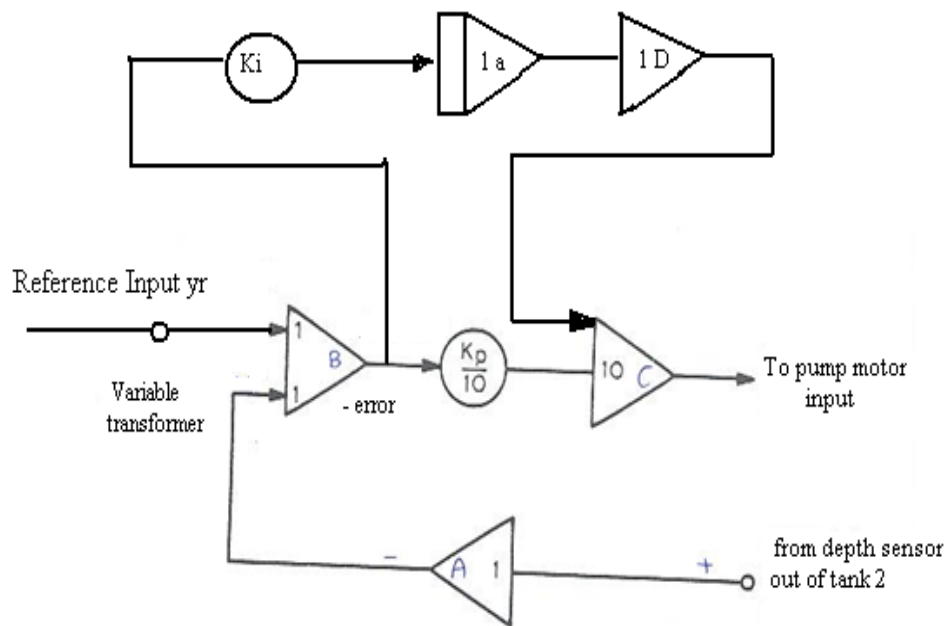 Ki
1 a
1 D
Reference Input yr
1
B
1
Variable
transformer
- error
Kp
10
10
C
To pump motor
input
-
A
1
+
from depth sensor
out of tank 2